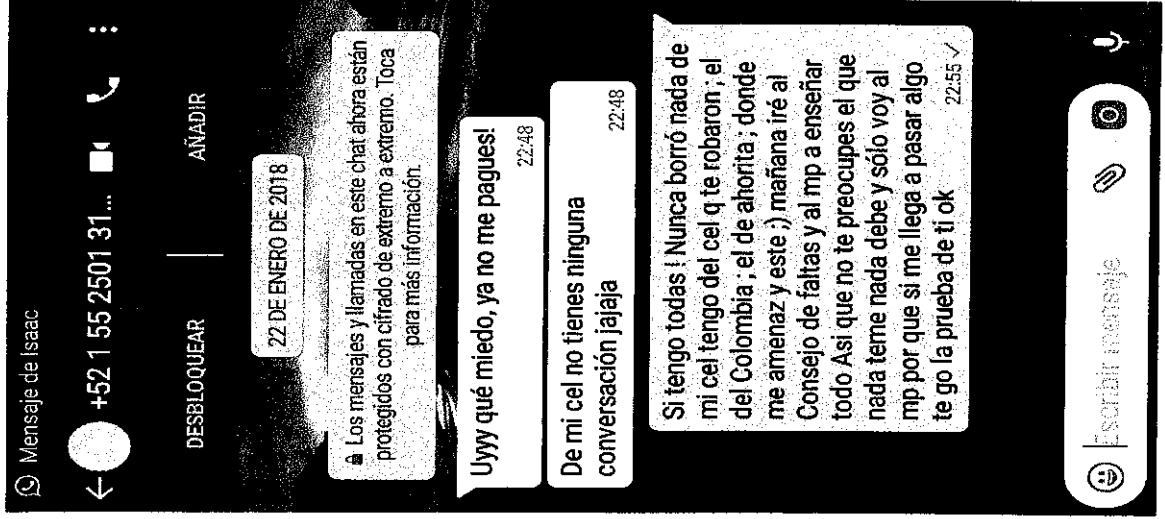 Mensaje de Isaac
+52 1 55 2501 31...
DESBLOQUEAR AÑADIR
22 DE ENERO DE 2018
Los mensajes y llamadas en este chat ahora están
protegidos con cifrado de extremo a extremo. Toca
para más información.
Uyyy qué miedo, ya no me pagues!
22:48
De mi cel no tienes ninguna
conversación jajaja
22:48
Si tengo todas ! Nunca borró nada de
mi cel tengo del cel q te robaron ; el
del Colombia ; el de ahorita ; donde
me amenaz y este ;) mañana iré al
Consejo de faltas y al mp a enseñar
todo Asi que no te preocupes el que
nada teme nada debe y sólo voy al
mp por que si me llega a pasar algo
te go la prueba de ti ok
22:55
Escribir mensaje